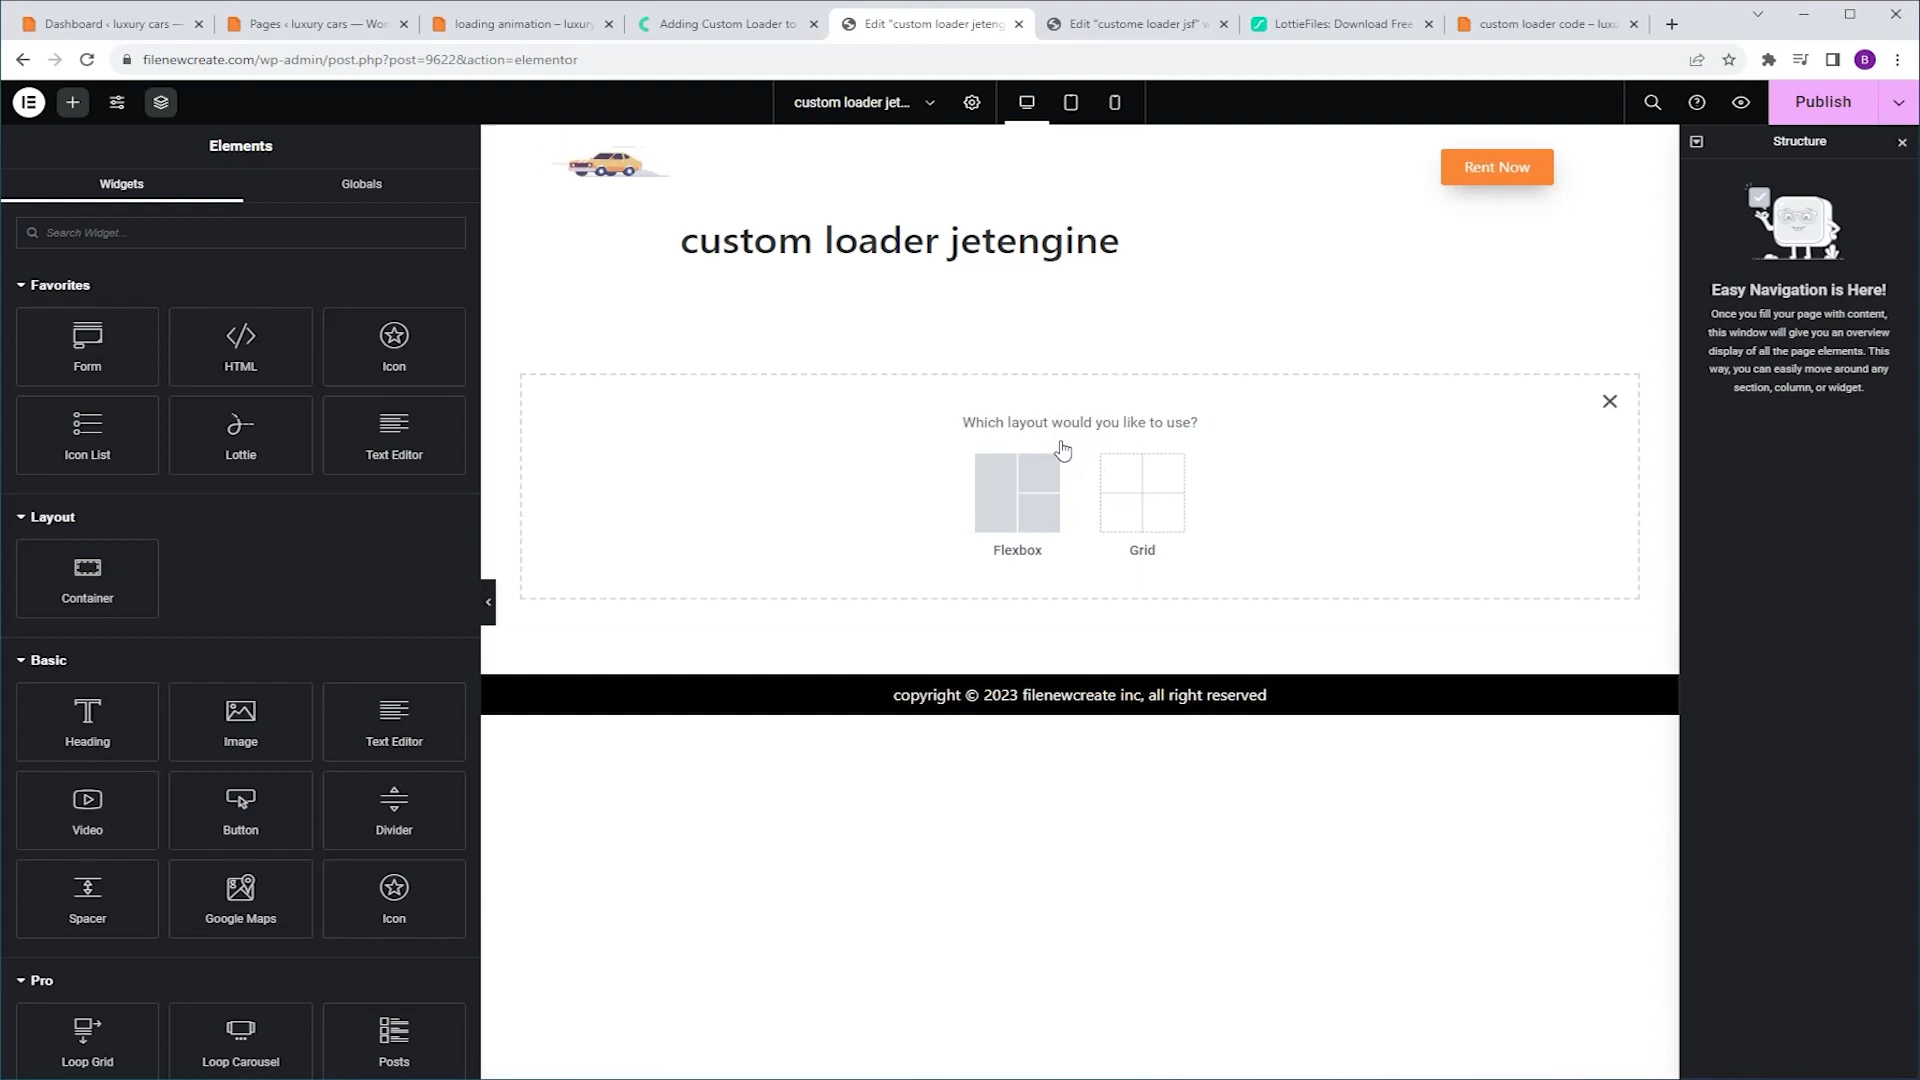 Dashboard ‹ luxury cars —
Pages ‹ luxury cars — Wor
loading animation – luxury
Adding Custom Loader to
Edit "custom loader jeteng
Edit "custome loader jsf" w
LottieFiles: Download Free
custom loader code – luxu
filenewcreate.com/wp-admin/post.php?post=9622&action=elementor
B
custom loader jet...
Publish
Elements
Widgets
Globals
Search Widget...
Favorites
Form
HTML
Icon
Icon List
Lottie
Text Editor
Layout
Container
Basic
Heading
Image
Text Editor
Video
Button
Divider
Spacer
Google Maps
Icon
Pro
Loop Grid
Loop Carousel
Posts
Rent Now
custom loader jetengine
Which layout would you like to use?
Flexbox
Grid
copyright © 2023 filenewcreate inc, all right reserved
Structure
Easy Navigation is Here!
Once you fill your page with content,
this window will give you an overview
display of all the page elements. This
way, you can easily move around any
section, column, or widget.